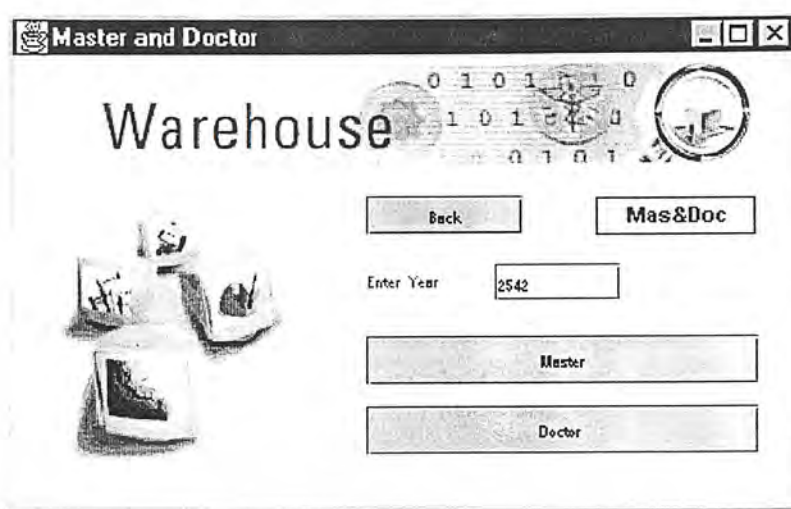 Master and Doctor
Warehouse
Back
Mas&Doc
Enter Year
2542
Master
Doctor